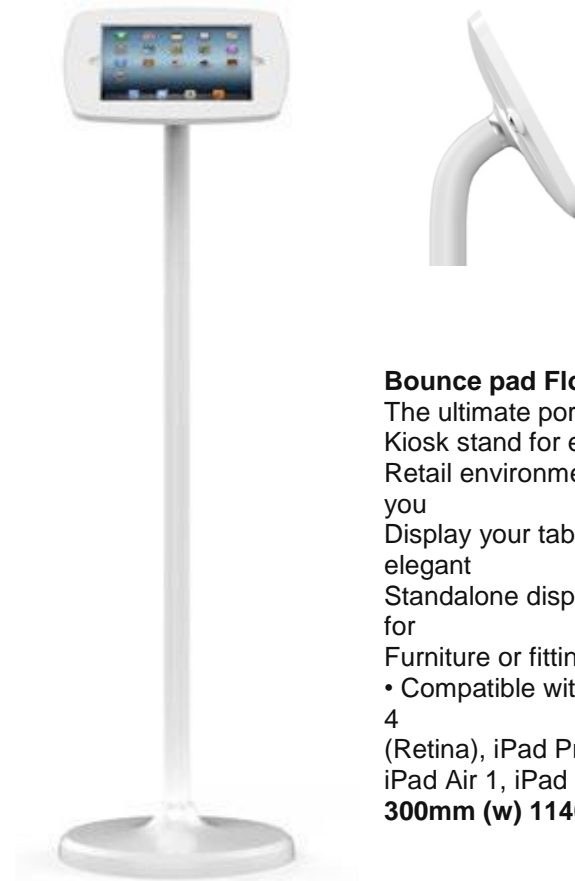 Bounce pad Flo
The ultimate por
Kiosk stand for e
Retail environme
you
Display your tab
elegant
Standalone disp
for
Furniture or fittin
• Compatible wit
4
(Retina), iPad Pr
iPad Air 1, iPad
300mm (w) 1140